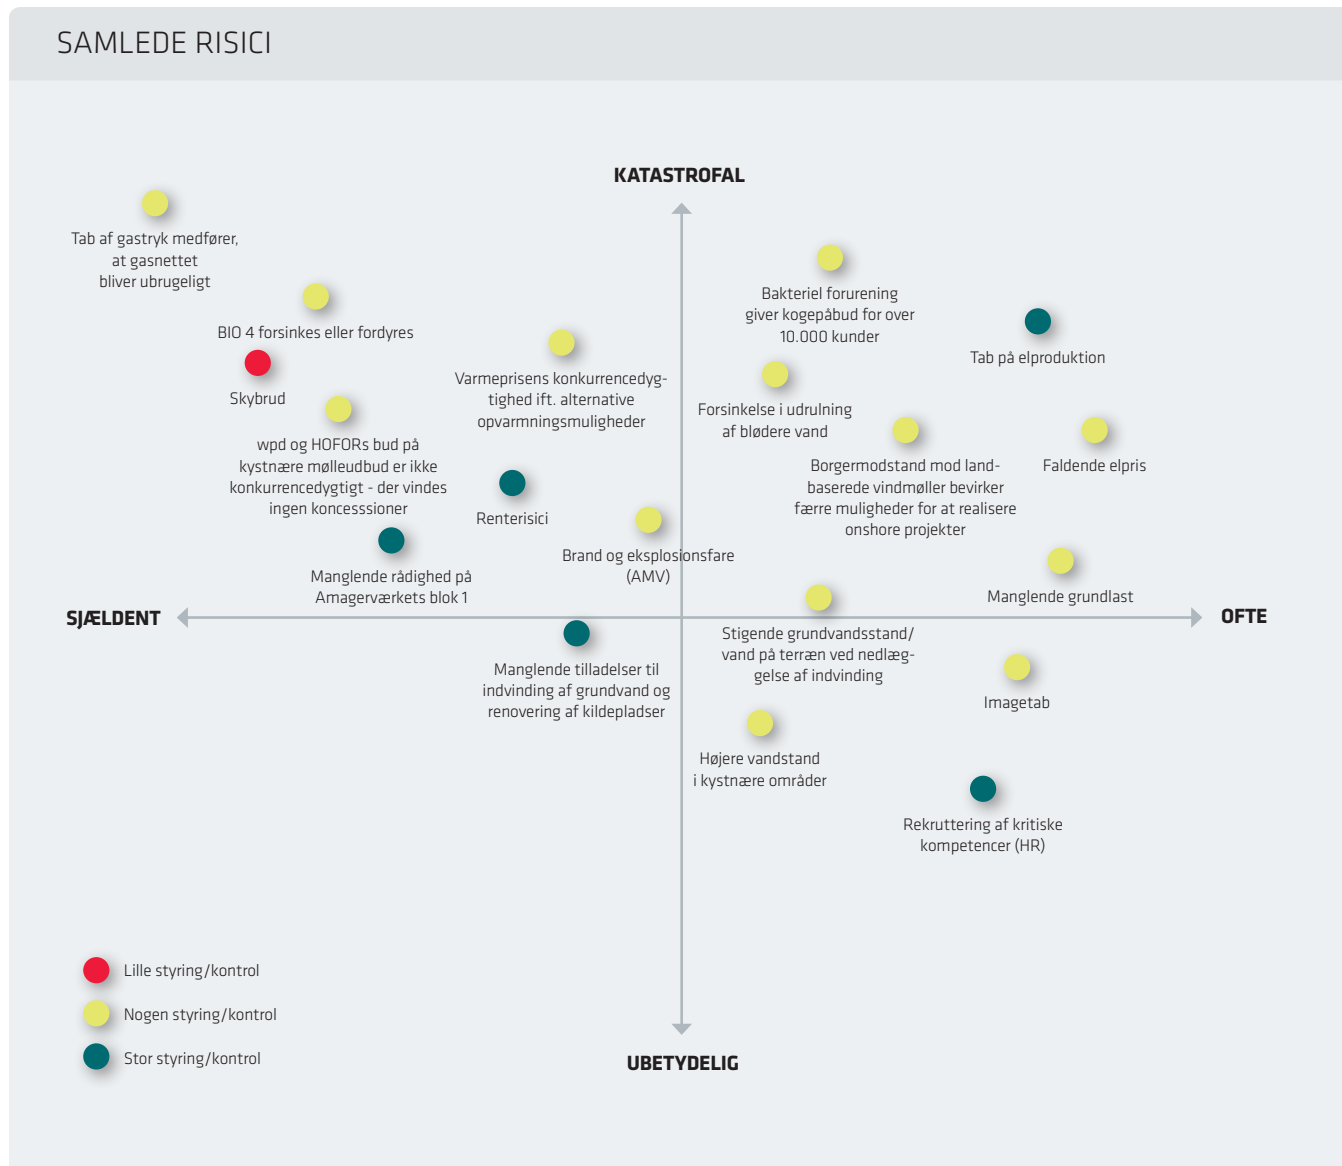 SAMLEDE RISICI
KATASTROFAL
Tab af gastryk medfører,
at gasnettet
bliver ubrugeligt
BIO 4 forsinkes eller fordyres
Skybrud
wpd og HOFORs bud på
kystnære mølleudbud er ikke
konkurrencedygtigt - der vindes
ingen koncesssioner
Varmeprisens konkurrencedyg-
tighed ift. alternative
opvarmningsmuligheder
Renterisici
Manglende rådighed på
Amagerværkets blok 1
Brand og eksplosionsfare
(AMV)
Bakteriel forurening
giver kogepåbud for over
10.000 kunder
Tab på elproduktion
Forsinkelse i udrulning
af blødere vand
Borgermodstand mod land-
baserede vindmøller bevirker
færre muligheder for at realisere
onshore projekter
Faldende elpris
Manglende grundlast
SJÆLDENT
OFTE
Manglende tilladelser til
indvinding af grundvand og
renovering af kildepladser
Stigende grundvandsstand/
vand på terræn ved nedlæg-
gelse af indvinding
Imagetab
Højere vandstand
i kystnære områder
Rekruttering af kritiske
kompetencer (HR)
Lille styring/kontrol
Nogen styring/kontrol
Stor styring/kontrol
UBETYDELIG